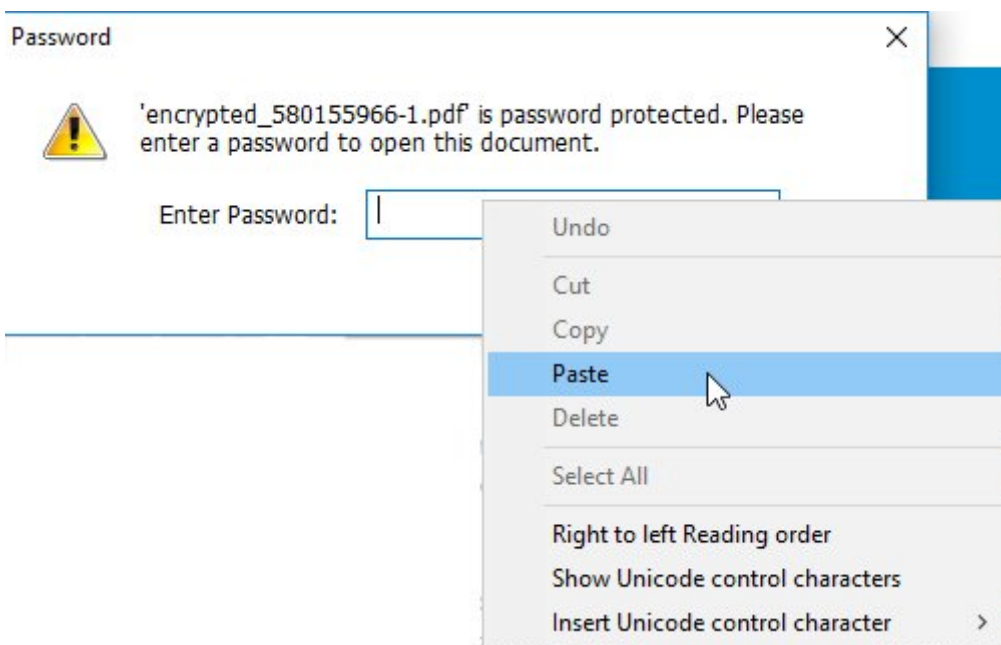 Password
'encrypted_580155966-1.pdf' is password protected. Please
enter a password to open this document.
Enter Password:
Undo
Cut
Copy
Paste
Delete
Select All
Right to left Reading order
Show Unicode control characters
Insert Unicode control character